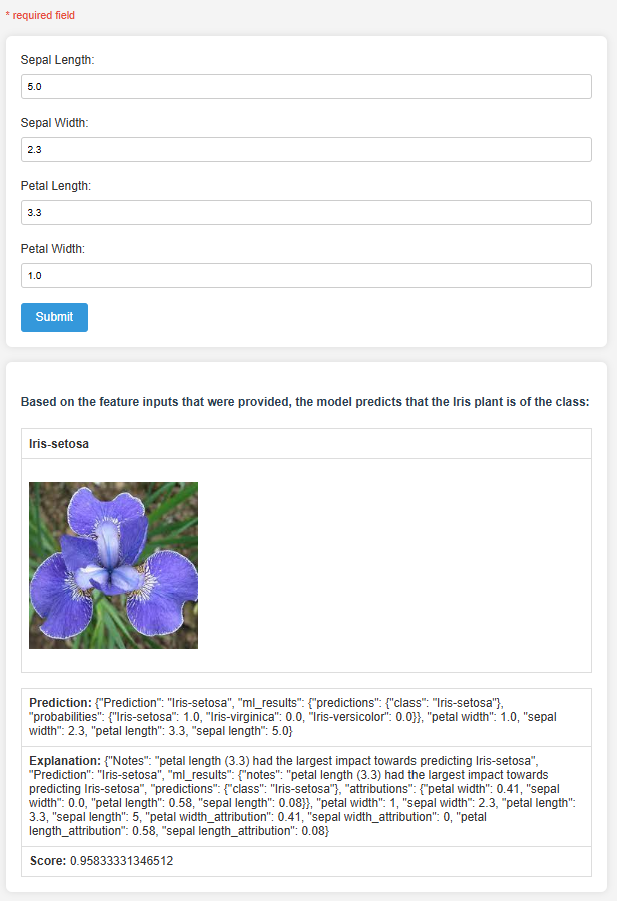 * required field
Sepal Length:
5.0
Sepal Width:
2.3
Petal Length:
3.3
Petal Width:
1.0
Submit
Based on the feature inputs that were provided, the model predicts that the Iris plant is of the class:
Iris-setosa
Prediction: {"Prediction": "Iris-setosa", "ml_results": {"predictions": {"class": "Iris-setosa"},
"probabilities": {"Iris-setosa": 1.0, "Iris-virginica": 0.0, "Iris-versicolor": 0.0}}, "petal width": 1.0, "sepal
width": 2.3, "petal length": 3.3, "sepal length": 5.0}
Explanation: {"Notes": "petal length (3.3) had the largest impact towards predicting Iris-setosa",
"Prediction": "Iris-setosa", "ml_results": {"notes": "petal length (3.3) had the largest impact towards
predicting Iris-setosa", "predictions": {"class": "Iris-setosa"}, "attributions": {"petal width": 0.41, "sepal
width": 0.0, "petal length": 0.58, "sepal length": 0.08}}, "petal width": 1, "sepal width": 2.3, "petal length":
3.3, "sepal length": 5, "petal width_attribution": 0.41, "sepal width_attribution": 0, "petal
length_attribution": 0.58, "sepal length_attribution": 0.08}
Score: 0.95833331346512